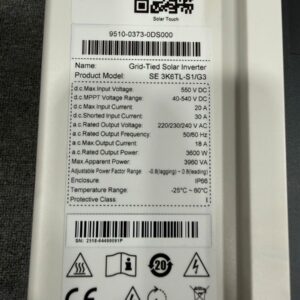 Solar Touch
9510-0373-0DS000
Name: Grid-Tied Solar Inverter
Product Model: SE 3K6TL-S1/G3
d.c.Max Input Voltage: 550 V DC
d.c.MPPT Voltage Range: 40-540 V DC
d.c.Max Input Current: 20 A
d.c.Shorted Input Current: 30 A
a.c.Rated Output Voltage: 220/230/240 V AC
a.c.Rated Output Frequency: 50/60 Hz
a.c.Max Output Current: 18 A
a.c.Rated Output Power: 3600 W
Max Apparent Power: 3960 VA
Adjustable Power Factor Range: -0.8(lagging) ~ 0.8(leading)
Enclosure: IP66
Temperature Range: -25°C ~ 60°C
Protective Class: I
20
CE